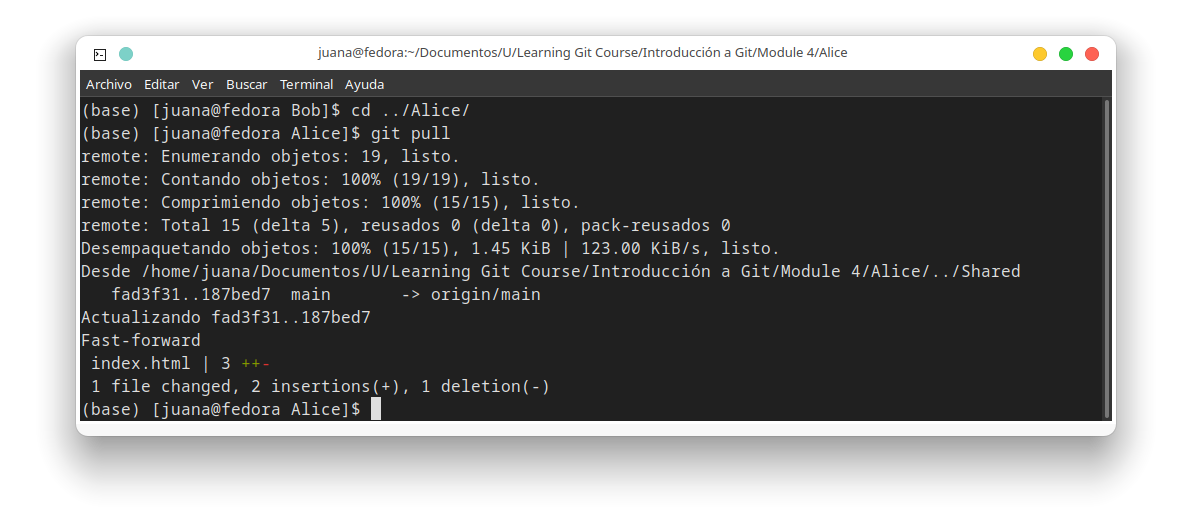 juana@fedora:~/Documentos/U/Learning Git Course/Introducción a Git/Module 4/Alice
Archivo Editar Ver Buscar Terminal Ayuda
(base) [juana@fedora Bob]$ cd ../Alice/
(base) [juana@fedora Alice]$ git pull
remote: Enumerando objetos: 19, listo.
remote: Contando objetos: 100% (19/19), listo.
remote: Comprimiendo objetos: 100% (15/15), listo.
remote: Total 15 (delta 5), reusados 0 (delta 0), pack-reusados 0
Desempaquetando objetos: 100% (15/15), 1.45 KiB | 123.00 KiB/s, listo.
Desde /home/juana/Documentos/U/Learning Git Course/Introducción a Git/Module 4/Alice/../Shared
   fad3f31..187bed7  main       -> origin/main
Actualizando fad3f31..187bed7
Fast-forward
 index.html | 3 ++-
 1 file changed, 2 insertions(+), 1 deletion(-)
(base) [juana@fedora Alice]$